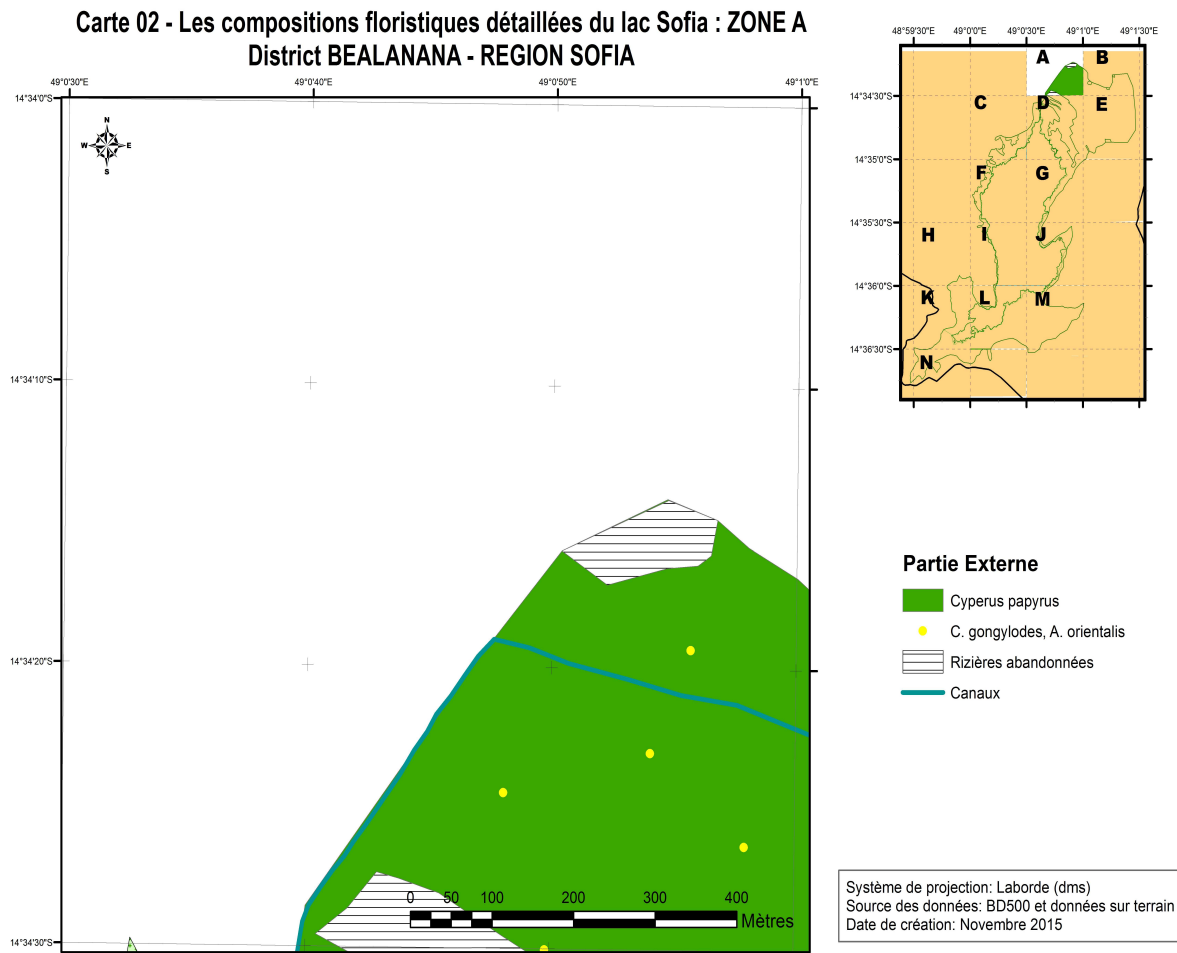 Carte 02 - Les compositions floristiques détaillées du lac Sofia : ZONE A
District BEALANANA - REGION SOFIA
49°0'30"E 49°0'40"E 49°0'50"E 49°1'0"E
14°34'0"S
14°34'10"S
14°34'20"S
14°34'30"S
N
W E
S
0 50 100 200 300 400
Mètres
48°59'30"E 49°0'0"E 49°0'30"E 49°1'0"E 49°1'30"E
14°34'30"S
14°35'0"S
14°35'30"S
14°36'0"S
14°36'30"S
A B
C D E
F G
H I J
K L M
N
Partie Externe
Cyperus papyrus
C. gongylodes, A. orientalis
Rizières abandonnées
Canaux
Système de projection: Laborde (dms)
Source des données: BD500 et données sur terrain
Date de création: Novembre 2015